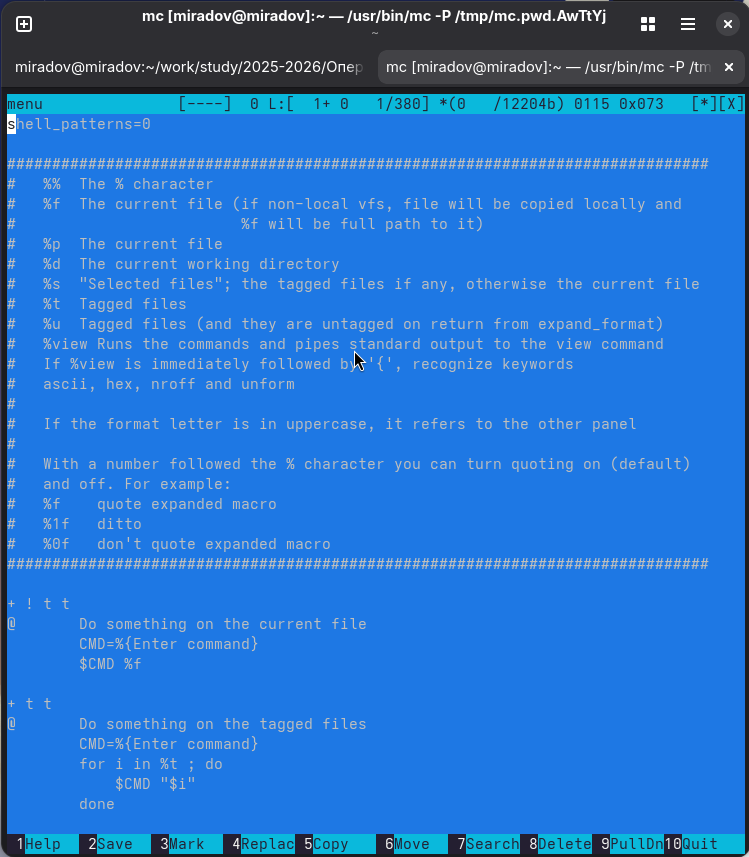 mc [miradov@miradov]:~ — /usr/bin/mc -P /tmp/mc.pwd.AwTtYj
~
miradov@miradov:~/work/study/2025-2026/Опер
mc [miradov@miradov]:~ — /usr/bin/mc -P /tm
menu [----] 0 L:[ 1+ 0 1/380] *(0 /12204b) 0115 0x073 [*][X]
shell_patterns=0
##############################################################################
# %% The % character
# %f The current file (if non-local vfs, file will be copied locally and
# %f will be full path to it)
# %p The current file
# %d The current working directory
# %s "Selected files"; the tagged files if any, otherwise the current file
# %t Tagged files
# %u Tagged files (and they are untagged on return from expand_format)
# %view Runs the commands and pipes standard output to the view command
# If %view is immediately followed by '{', recognize keywords
# ascii, hex, nroff and unform
#
# If the format letter is in uppercase, it refers to the other panel
#
# With a number followed the % character you can turn quoting on (default)
# and off. For example:
# %f quote expanded macro
# %1f ditto
# %0f don't quote expanded macro
##############################################################################
+ ! t t
@ Do something on the current file
CMD=%{Enter command}
$CMD %f
+ t t
@ Do something on the tagged files
CMD=%{Enter command}
for i in %t ; do
$CMD "$i"
done
1Help 2Save 3Mark 4Replac 5Copy 6Move 7Search 8Delete 9PullDn 10Quit